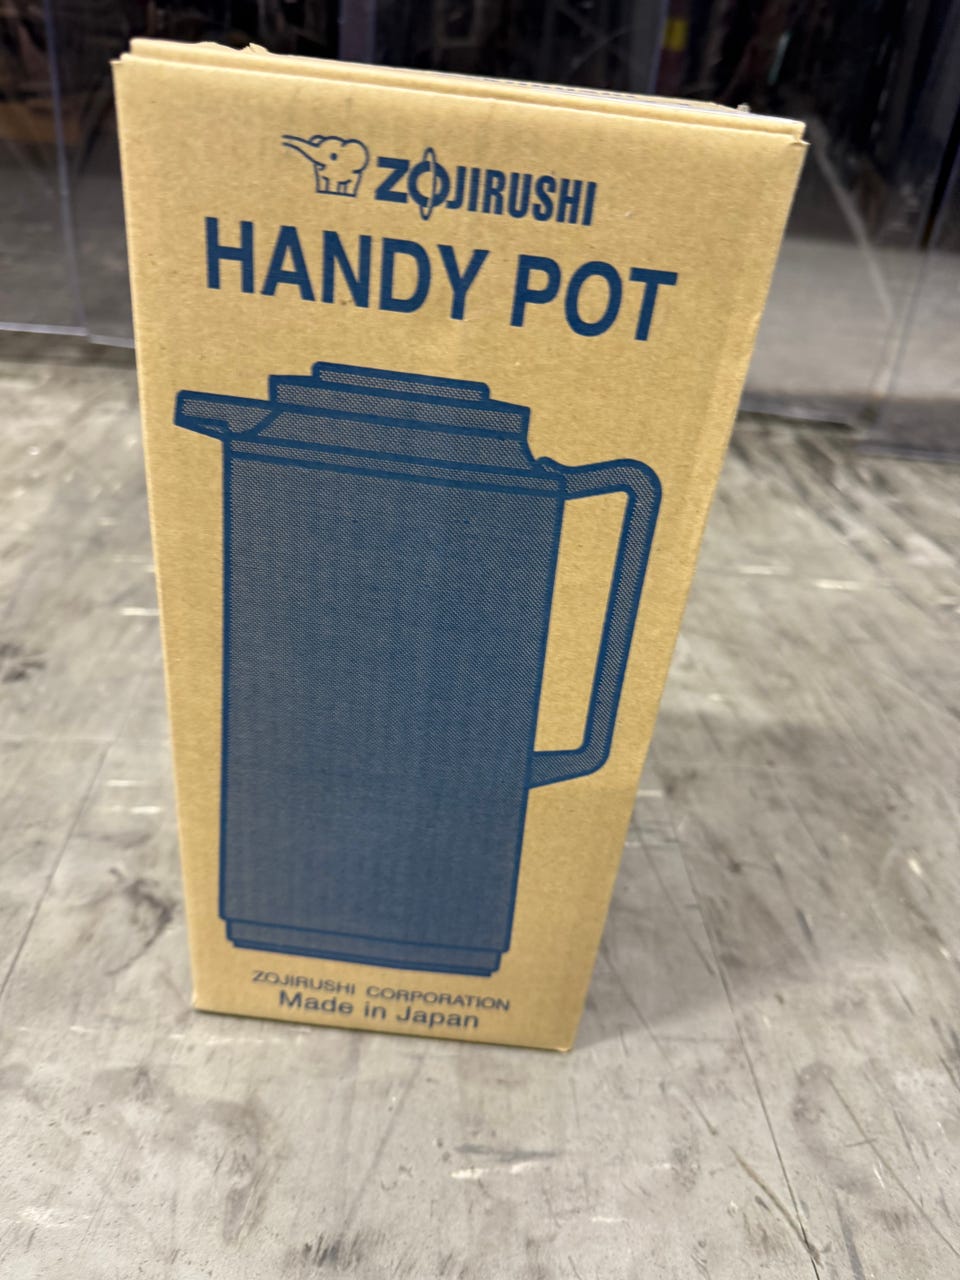 ZOJIRUSHI
HANDY POT
ZOJIRUSHI CORPORATION
Made in Japan